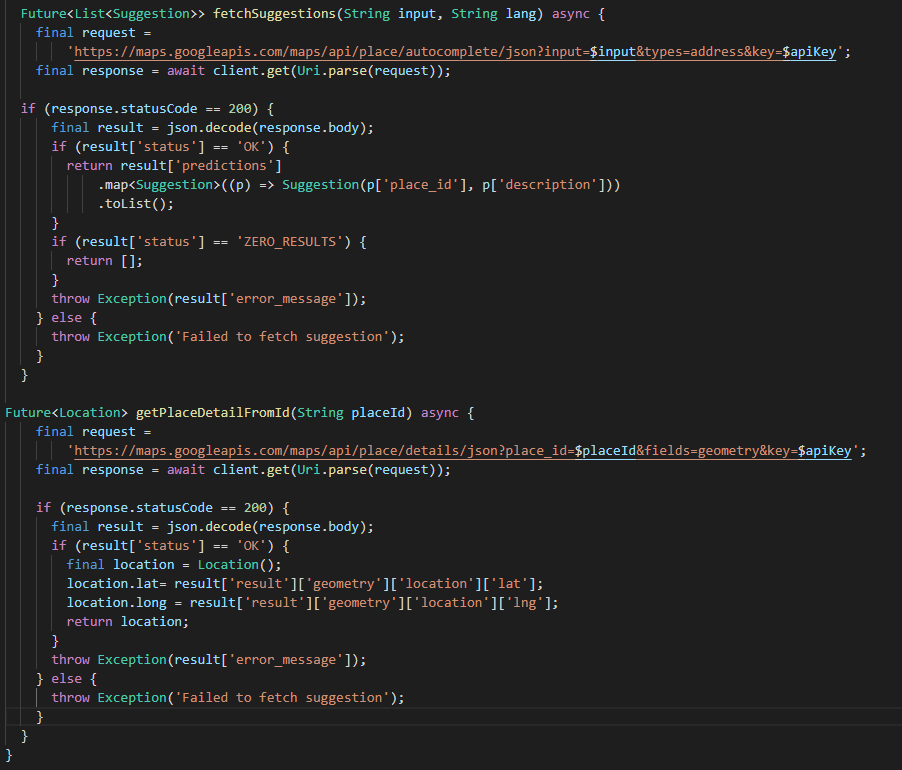 Future<List<Suggestion>> fetchSuggestions(String input, String lang) async {
final request =
'https://maps.googleapis.com/maps/api/place/autocomplete/json?input=$input&types=address&key=$apiKey';
final response = await client.get(Uri.parse(request));
if (response.statusCode == 200) {
final result = json.decode(response.body);
if (result['status'] == 'OK') {
return result['predictions']
.map<Suggestion>((p) => Suggestion(p['place_id'], p['description']))
.toList();
}
if (result['status'] == 'ZERO_RESULTS') {
return [];
}
throw Exception(result['error_message']);
} else {
throw Exception('Failed to fetch suggestion');
}
}
Future<Location> getPlaceDetailFromId(String placeId) async {
final request =
'https://maps.googleapis.com/maps/api/place/details/json?place_id=$placeId&fields=geometry&key=$apiKey';
final response = await client.get(Uri.parse(request));
if (response.statusCode == 200) {
final result = json.decode(response.body);
if (result['status'] == 'OK') {
final location = Location();
location.lat= result['result']['geometry']['location']['lat'];
location.long = result['result']['geometry']['location']['lng'];
return location;
}
throw Exception(result['error_message']);
} else {
throw Exception('Failed to fetch suggestion');
}
}
}